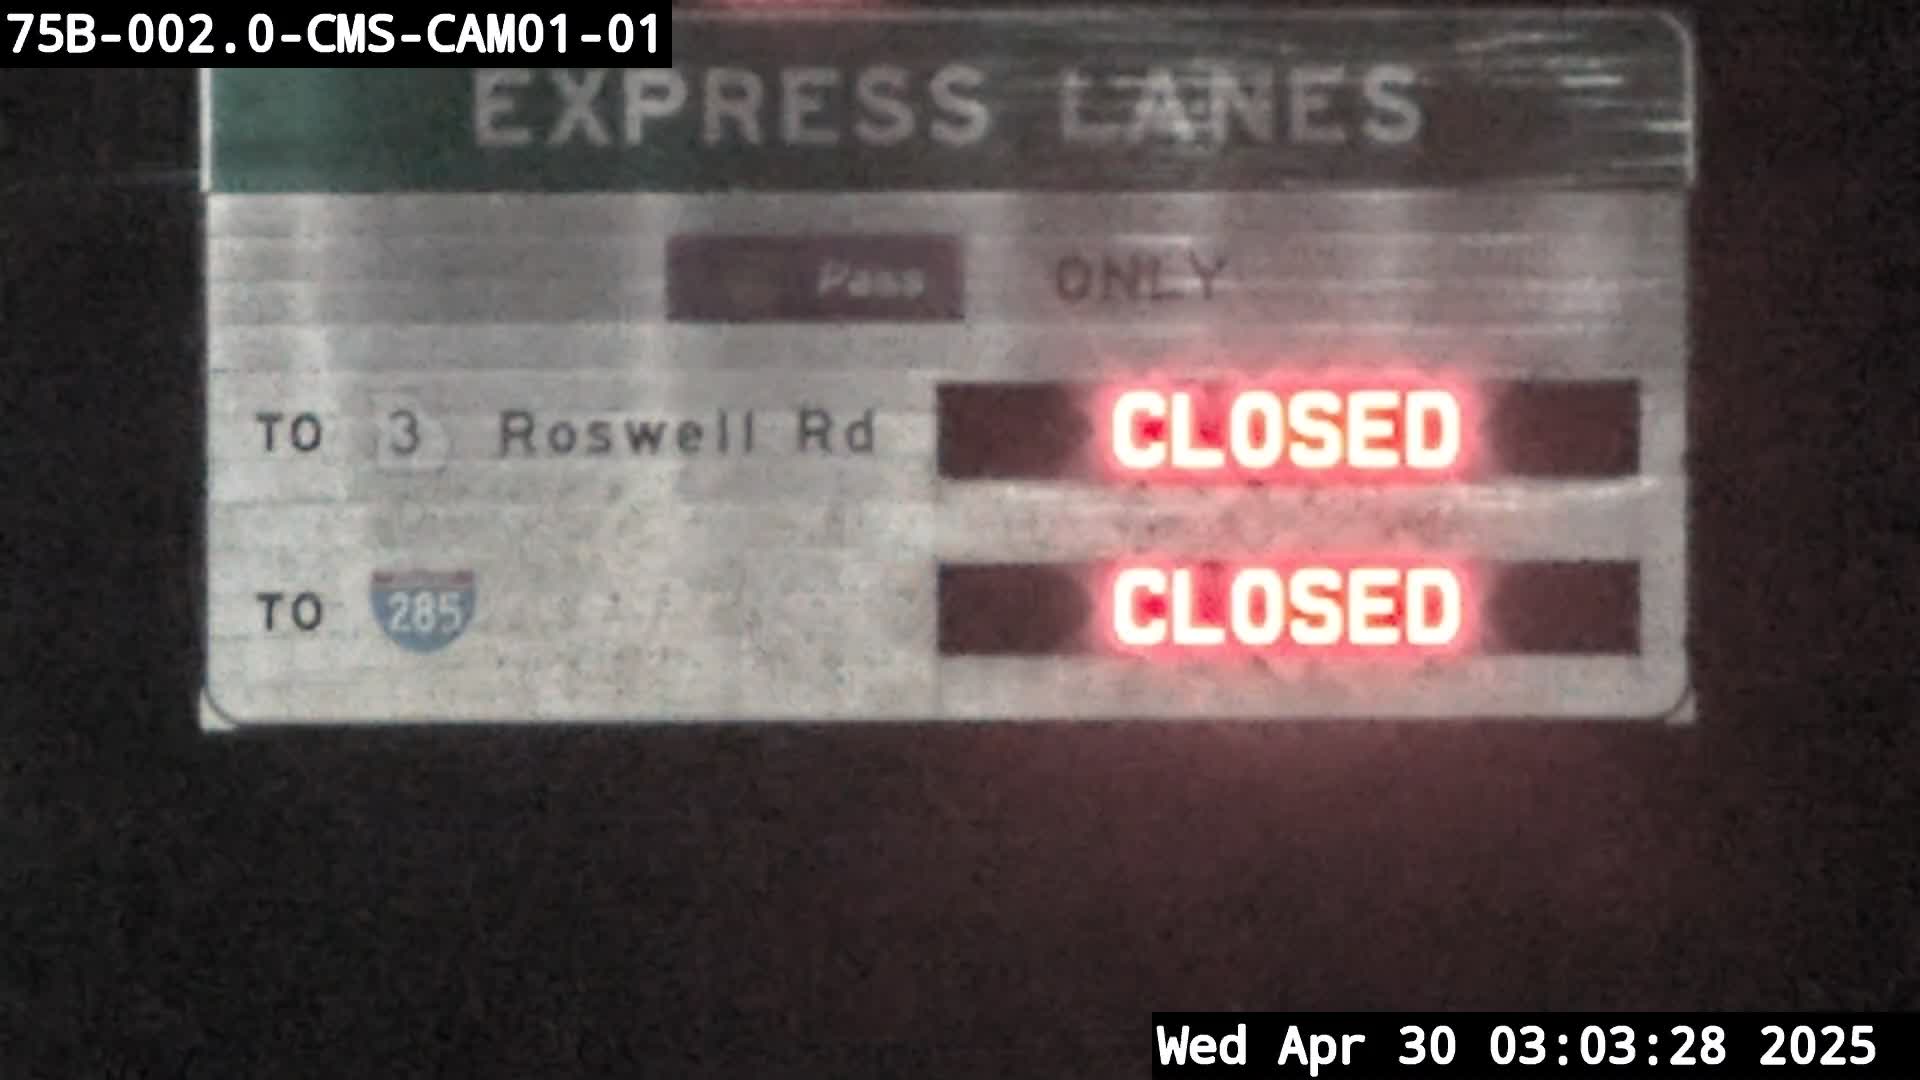 75B-002.0-CMS-CAM01-01
EXPRESS LANES
Pass ONLY
TO 3 Roswell Rd CLOSED
TO 285 CLOSED
Wed Apr 30 03:03:28 2025